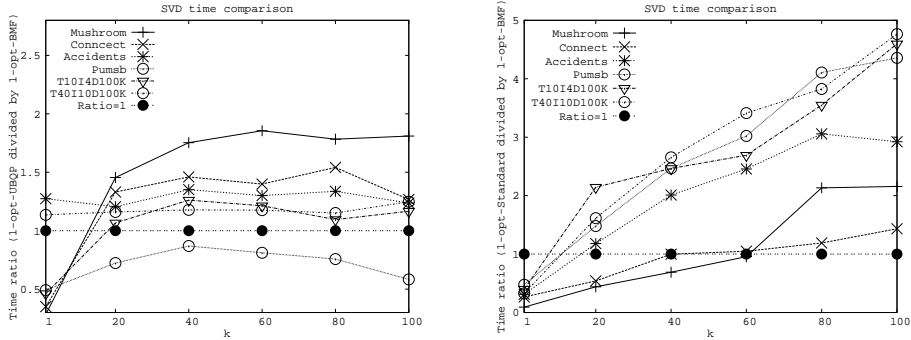 SVD time comparison
Time ratio (1-opt-UBQP divided by 1-opt-BMF)
2.5
2
1.5
1
0.5
Mushroom
Conncect
Accidents
Pumsb
T10I4D100K
T40I10D100K
Ratio=1
1
20
40
60
80
100
k
SVD time comparison
Time ratio (1-opt-Standard divided by 1-opt-BMF)
5
4
3
2
1
0
Mushroom
Connect
Accidents
Pumsb
T10I4D100K
T40I10D100K
Ratio=1
1
20
40
60
80
100
k